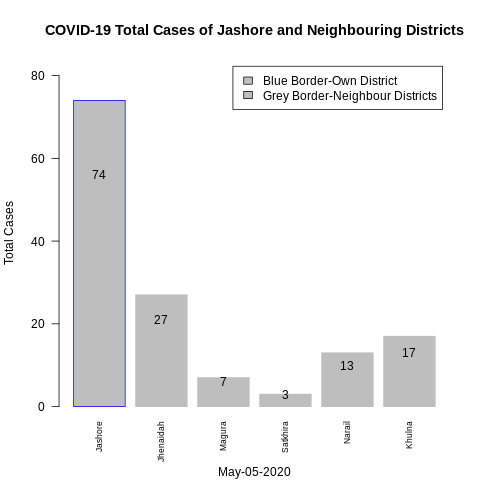 COVID-19 Total Cases of Jashore and Neighbouring Districts
Blue Border-Own District
Grey Border-Neighbour Districts
Total Cases
80
60
40
20
0
74
27
7
3
13
17
Jashore
Jhenaidah
Magura
Satkhira
Narail
Khulna
May-05-2020